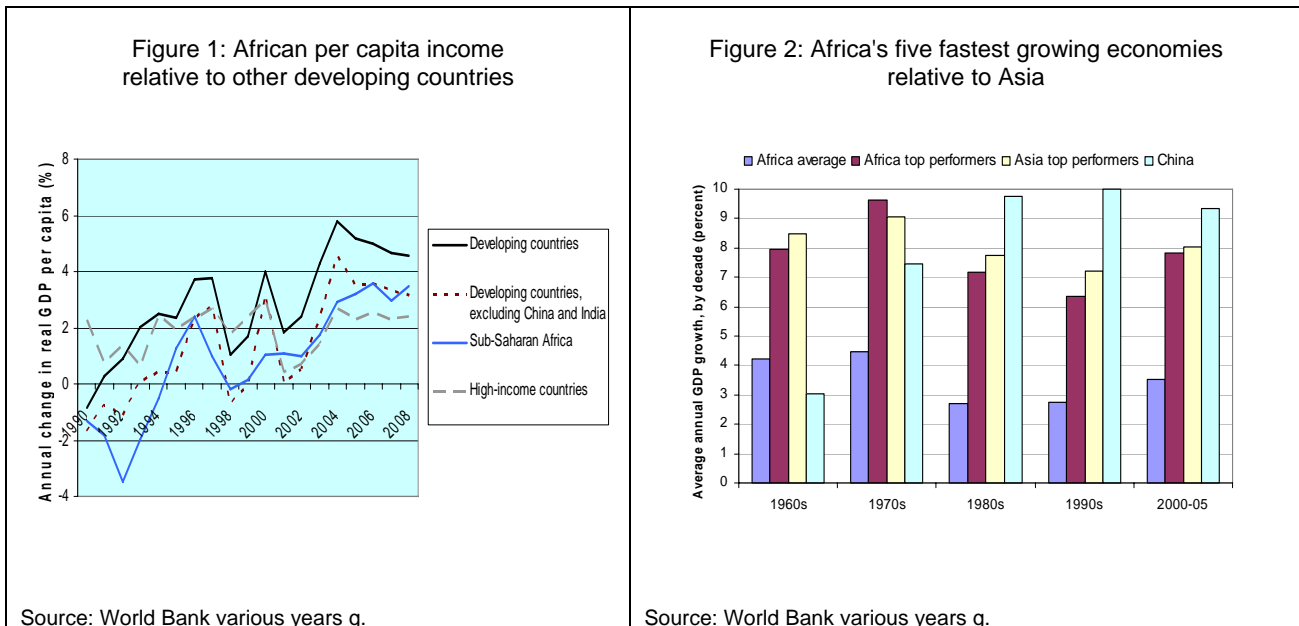 Figure 1: African per capita income
relative to other developing countries
Annual change in real GDP per capita (%)
8
6
4
2
0
-2
-4
1990
1992
1994
1996
1998
2000
2002
2004
2006
2008
Developing countries
Developing countries,
excluding China and India
Sub-Saharan Africa
High-income countries
Source: World Bank various years g.
Figure 2: Africa's five fastest growing economies
relative to Asia
Africa average Africa top performers Asia top performers China
Average annual GDP growth, by decade (percent)
10
9
8
7
6
5
4
3
2
1
0
1960s 1970s 1980s 1990s 2000-05
Source: World Bank various years g.